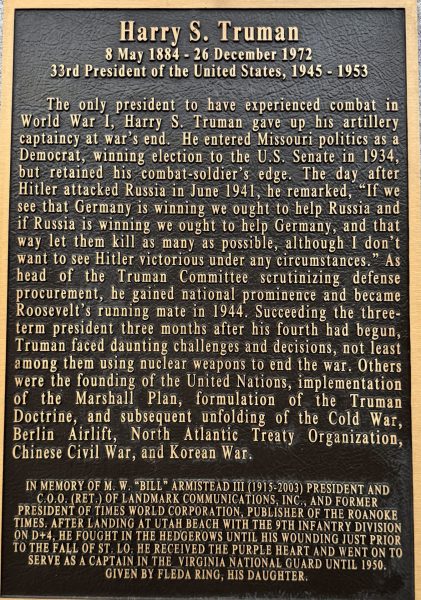 Harry S. Truman
8 May 1884 - 26 December 1972
33rd President of the United States, 1945 - 1953
The only president to have experienced combat in
World War I, Harry S. Truman gave up his artillery
captaincy at war's end. He entered Missouri politics as a
Democrat, winning election to the U.S. Senate in 1934,
but retained his combat-soldier's edge. The day after
Hitler attacked Russia in June 1941, he remarked, "If we
see that Germany is winning we ought to help Russia and
if Russia is winning we ought to help Germany, and that
way let them kill as many as possible, although I don't
want to see Hitler victorious under any circumstances." As
head of the Truman Committee scrutinizing defense
procurement, he gained national prominence and became
Roosevelt's running mate in 1944. Succeeding the three-
term president three months after his fourth had begun,
Truman faced daunting challenges and decisions, not least
among them using nuclear weapons to end the war. Others
were the founding of the United Nations, implementation
of the Marshall Plan, formulation of the Truman
Doctrine, and subsequent unfolding of the Cold War,
Berlin Airlift, North Atlantic Treaty Organization,
Chinese Civil War, and Korean War.
IN MEMORY OF M. W. "BILL" ARMISTEAD III (1915-2003) PRESIDENT AND
C.O.O. (RET.) OF LANDMARK COMMUNICATIONS, INC., AND FORMER
PRESIDENT OF TIMES WORLD CORPORATION, PUBLISHER OF THE ROANOKE
TIMES. AFTER LANDING AT UTAH BEACH WITH THE 9TH INFANTRY DIVISION
ON D+4, HE FOUGHT IN THE HEDGEROWS UNTIL HIS WOUNDING JUST PRIOR
TO THE FALL OF ST. LO. HE RECEIVED THE PURPLE HEART AND WENT ON TO
SERVE AS A CAPTAIN IN THE VIRGINIA NATIONAL GUARD UNTIL 1950.
GIVEN BY FLEDA RING, HIS DAUGHTER.